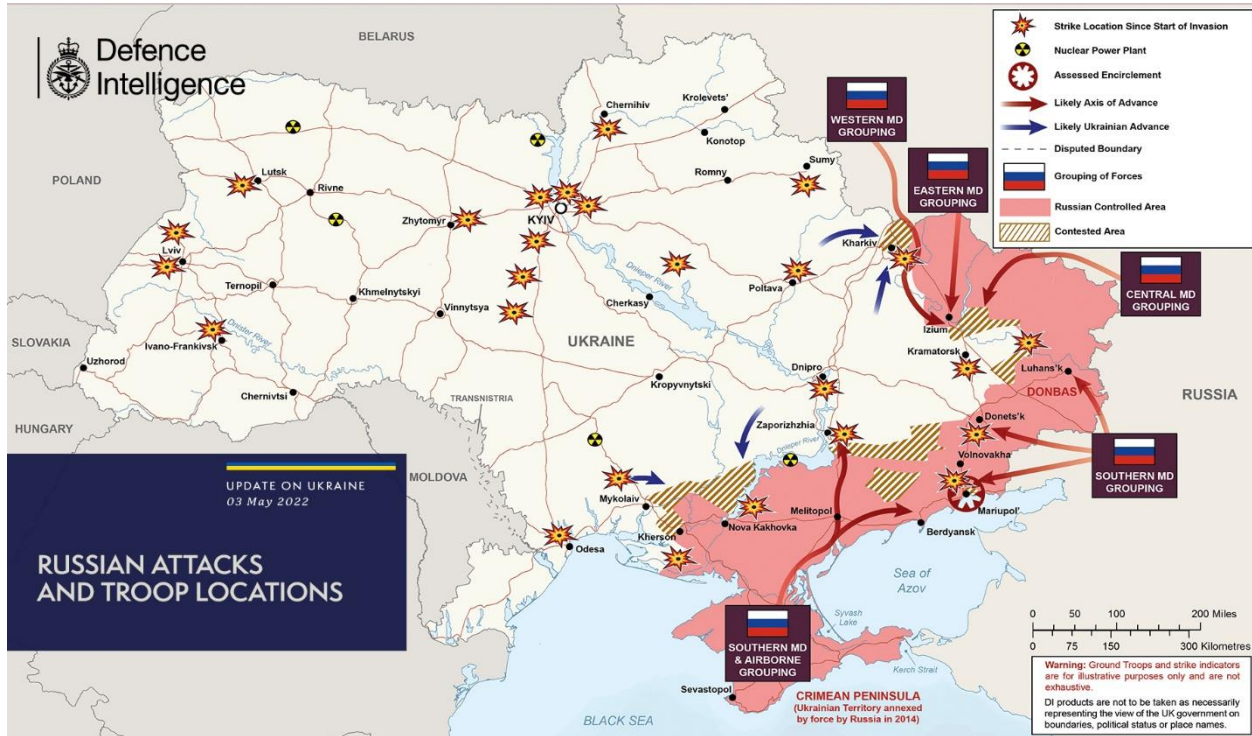 Defence
Intelligence
UPDATE ON UKRAINE
03 May 2022
RUSSIAN ATTACKS
AND TROOP LOCATIONS
Strike Location Since Start of Invasion
Nuclear Power Plant
Assessed Encirclement
Likely Axis of Advance
Likely Ukrainian Advance
Disputed Boundary
Grouping of Forces
Russian Controlled Area
Contested Area
WESTERN MD
GROUPING
EASTERN MD
GROUPING
CENTRAL MD
GROUPING
SOUTHERN MD
GROUPING
SOUTHERN MD
& AIRBORNE
GROUPING
BELARUS
POLAND
SLOVAKIA
HUNGARY
MOLDOVA
TRANSNISTRIA
UKRAINE
RUSSIA
DONBAS
Chernihiv
Krolevets'
Konotop
Sumy
Romny
Lutsk
Rivne
Zhytomyr
KYIV
Kharkiv
Lviv
Ternopil
Khmelnytskyi
Vinnytsya
Cherkasy
Poltava
Dnieper River
Dnister River
Izium
Kramatorsk
Luhans'k
Ivano-Frankivsk
Uzhorod
Chernivtsi
Kropyvnytski
Dnipro
Zaporizhzhia
Dnieper River
Donets'k
Volnovakha
Mariupol'
Mykolaiv
Kherson
Nova Kakhovka
Melitopol
Berdyansk
Odesa
Sea of
Azov
Syvash
Lake
Kerch Strait
Sevastopol
CRIMEAN PENINSULA
(Ukrainian Territory annexed
by force by Russia in 2014)
BLACK SEA
0 50 100 200 Miles
0 75 150 300 Kilometres
Warning: Ground Troops and strike indicators
are for illustrative purposes only and are not
exhaustive.
DI products are not to be taken as necessarily
representing the view of the UK government on
boundaries, political status or place names.